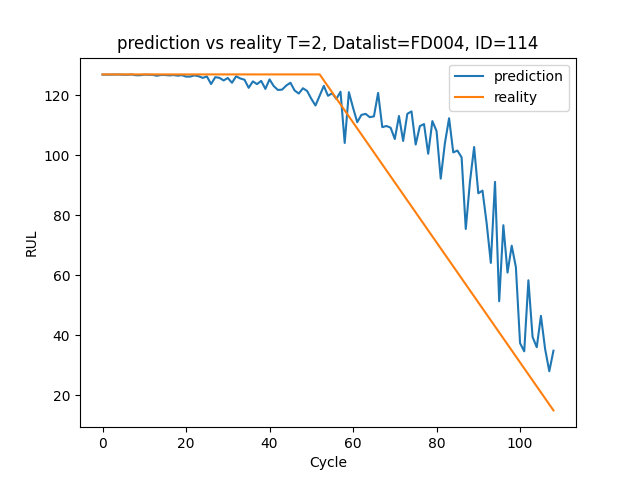 prediction vs reality T=2, Datalist=FD004, ID=114
prediction
reality
RUL
120
100
80
60
40
20
0 20 40 60 80 100
Cycle